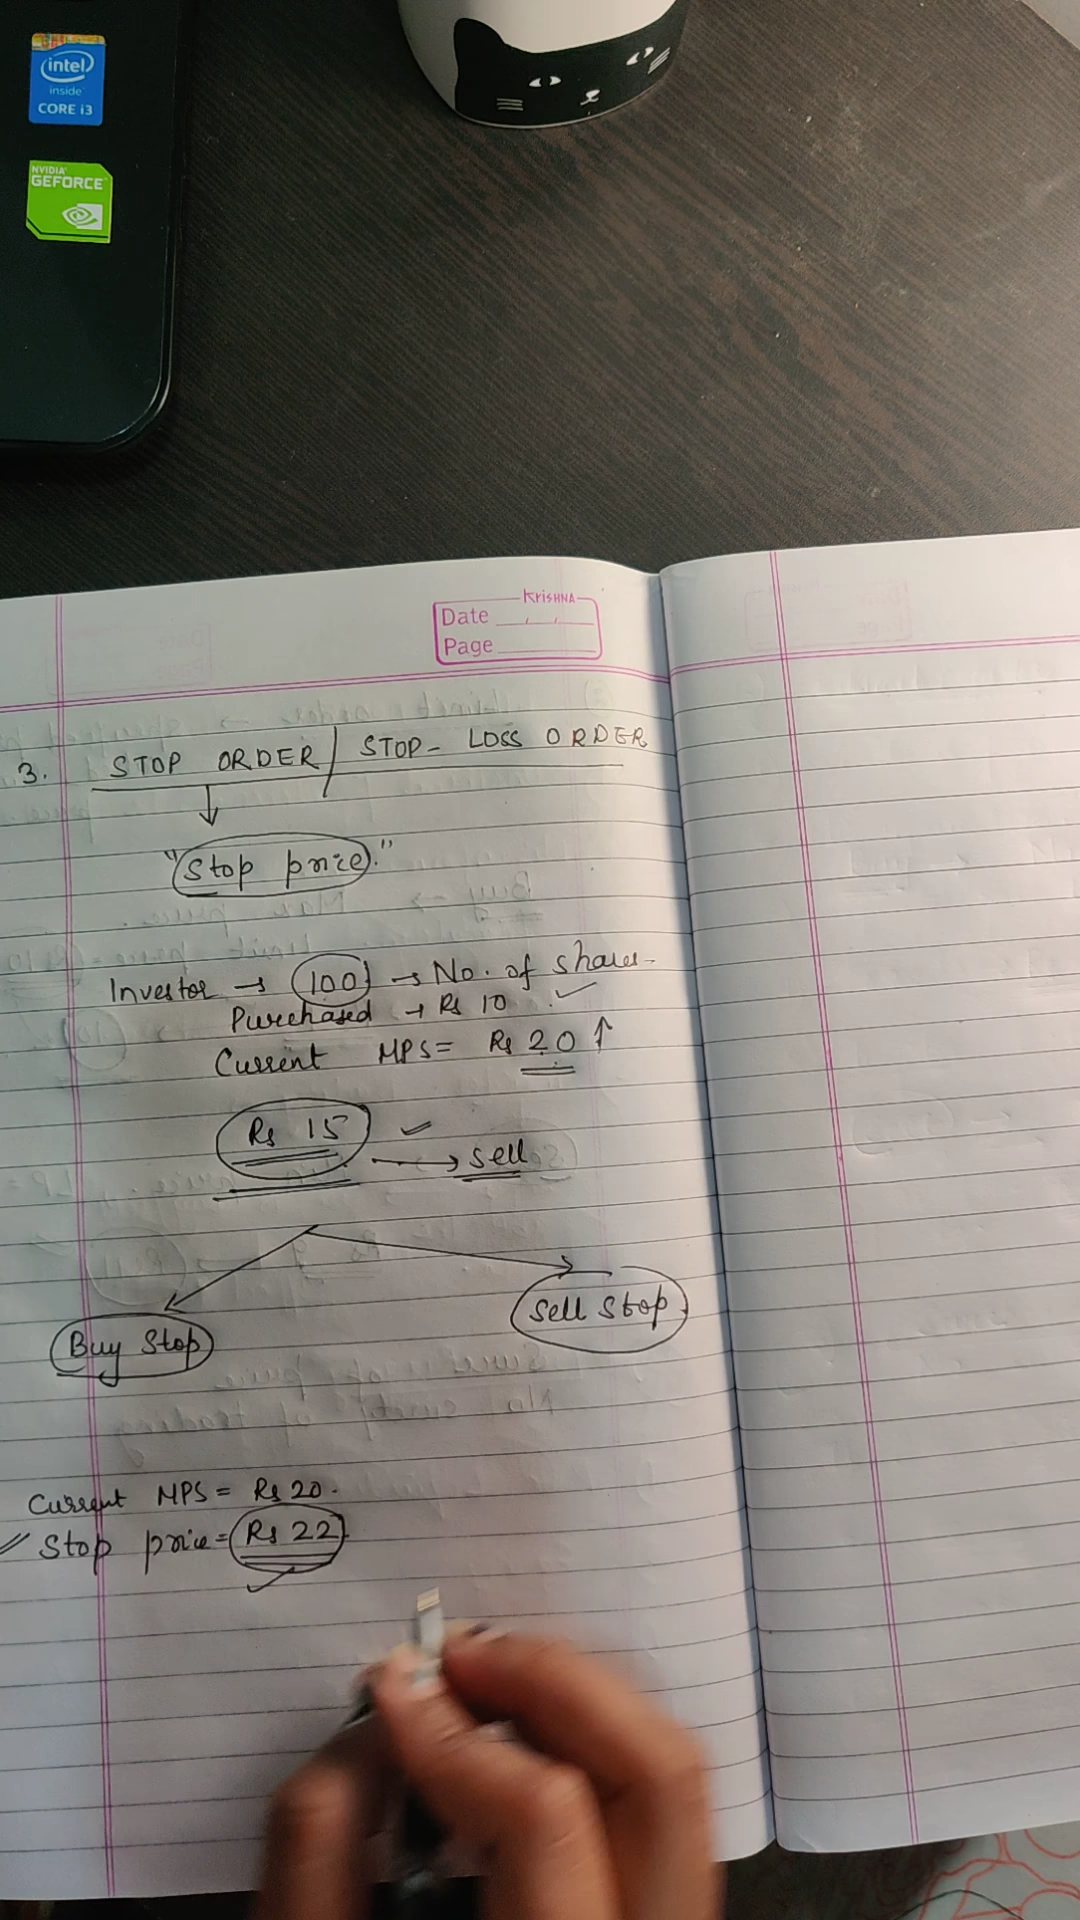 intel
inside
CORE i3
NVIDIA
GEFORCE
KRISHNA
Date
Page
3. STOP ORDER / STOP- LOSS ORDER
"Stop price."
Investor → 100 → No. of shares.
Purchased → Rs 10
Current MPS = Rs 20 ↑
Rs 15
→ sell
Buy Stop
Sell Stop
Current MPS = Rs 20.
Stop price = Rs 22.